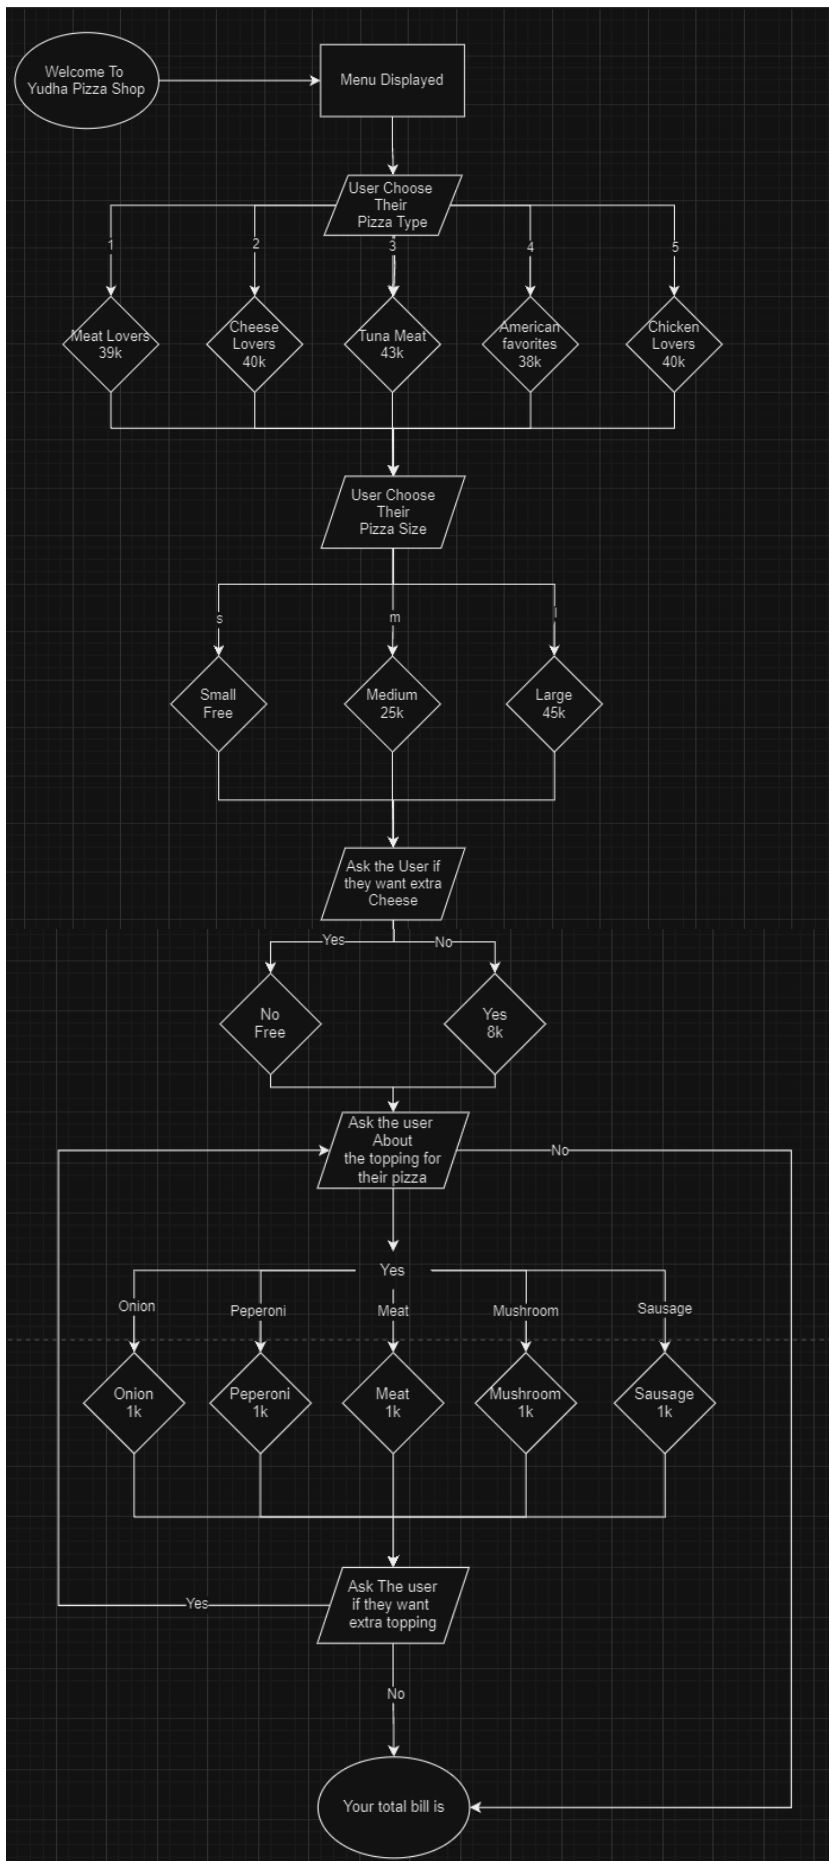 Welcome To
Yudha Pizza Shop
Menu Displayed
User Choose
Their
Pizza Type
1
2
3
4
5
Meat Lovers
39k
Cheese
Lovers
40k
Tuna Meat
43k
American
favorites
38k
Chicken
Lovers
40k
User Choose
Their
Pizza Size
s
m
l
Small
Free
Medium
25k
Large
45k
Ask the User if
they want extra
Cheese
Yes
No
No
Free
Yes
8k
Ask the user
About
the topping for
their pizza
No
Yes
Onion
Peperoni
Meat
Mushroom
Sausage
Onion
1k
Peperoni
1k
Meat
1k
Mushroom
1k
Sausage
1k
Ask The user
if they want
extra topping
Yes
No
Your total bill is